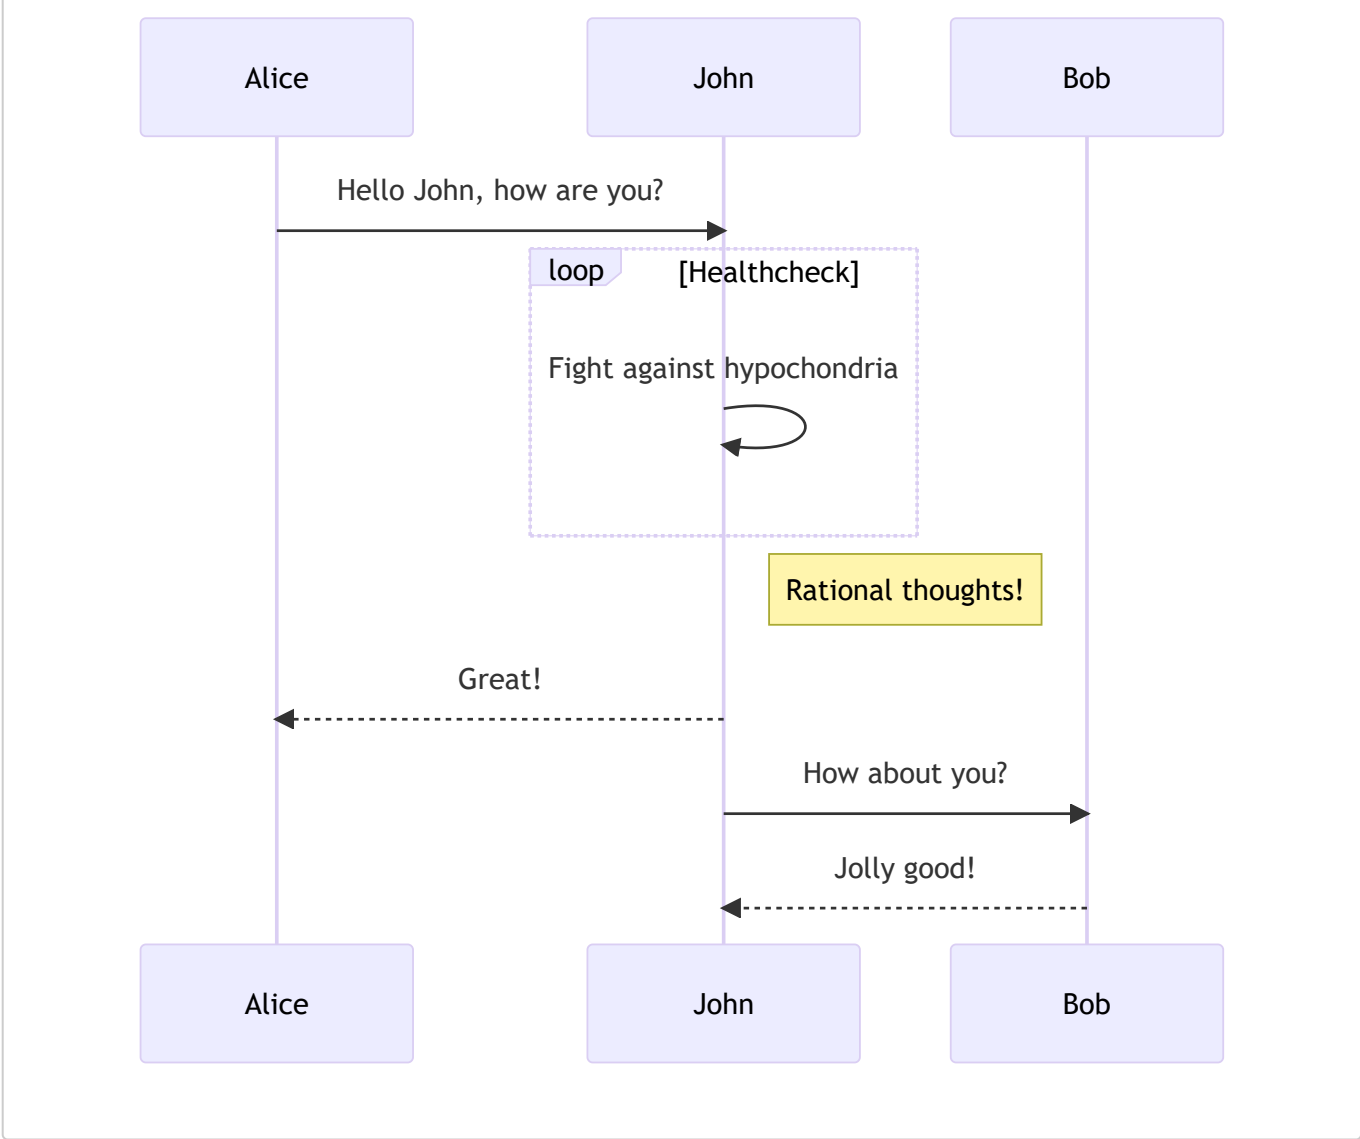 Alice
John
Bob
Hello John, how are you?
loop
[Healthcheck]
Fight against hypochondria
Rational thoughts!
Great!
How about you?
Jolly good!
Alice
John
Bob